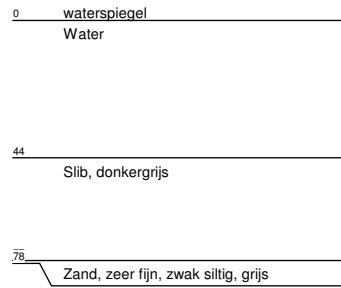 0 waterspiegel
Water
44
Slib, donkergrijs
78
Zand, zeer fijn, zwak siltig, grijs